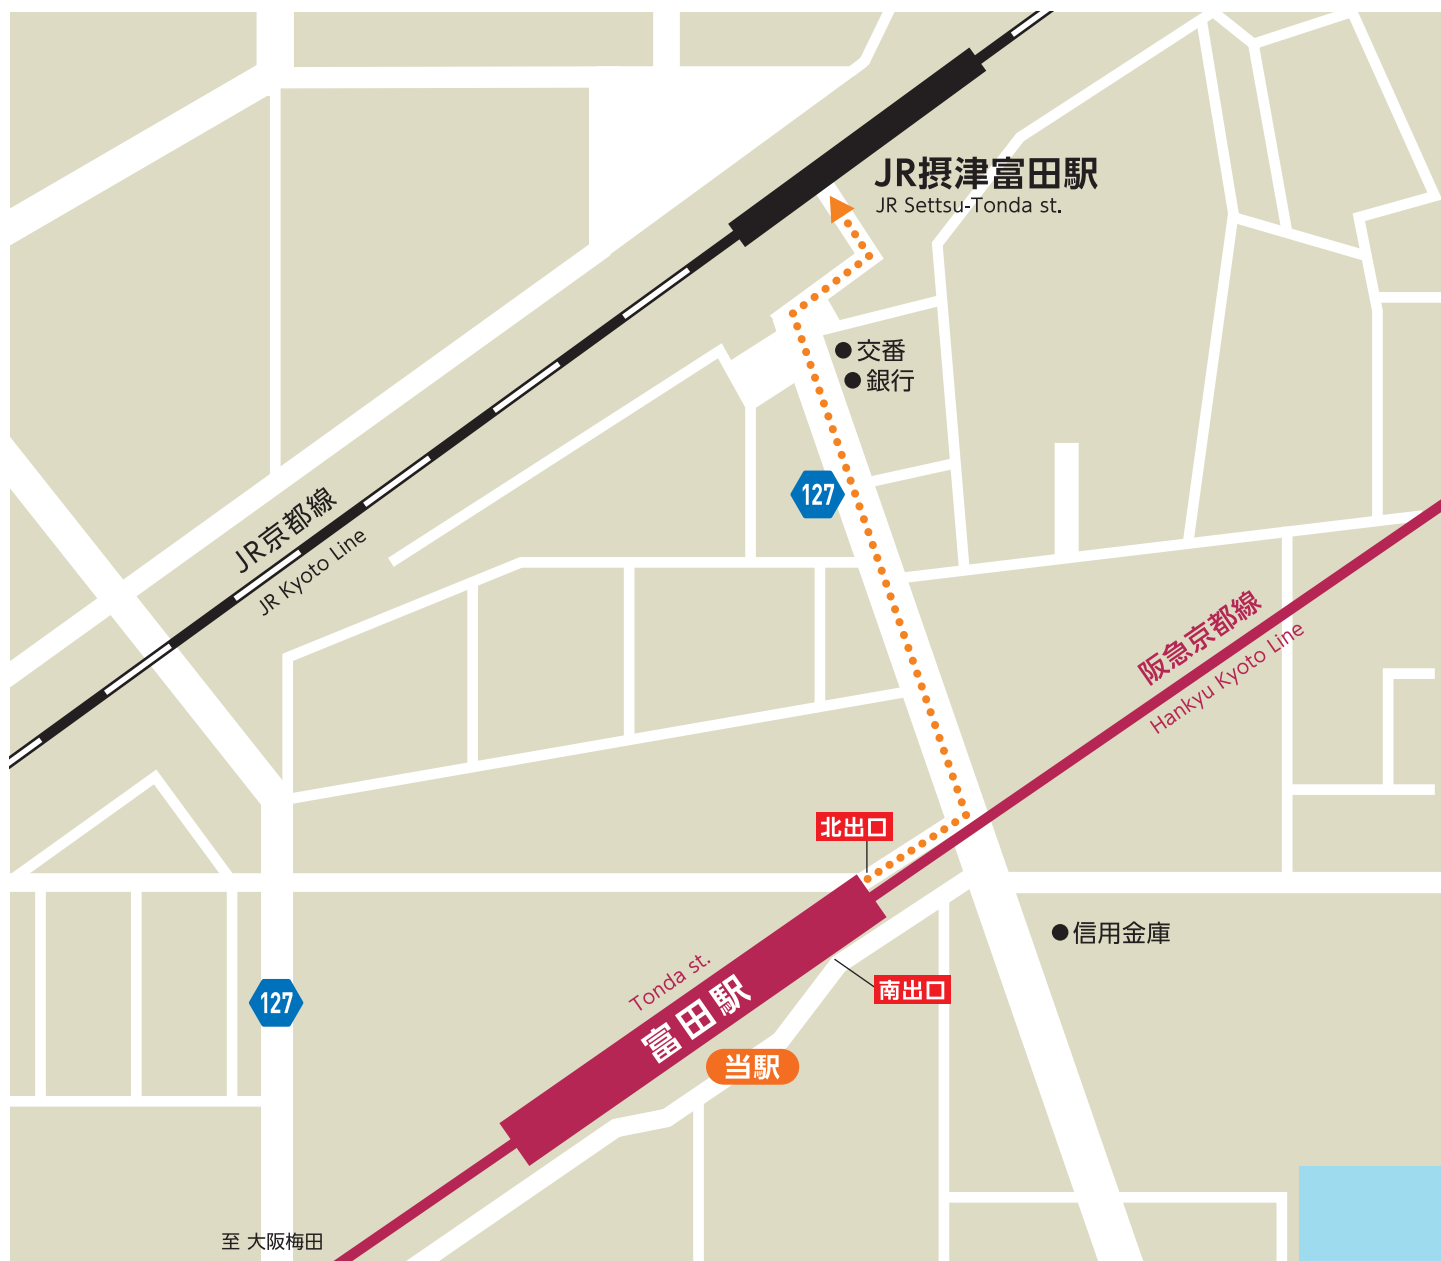 JR摂津富田駅
JR Settsu-Tonda st.
交番
銀行
127
JR京都線
JR Kyoto Line
阪急京都線
Hankyu Kyoto Line
北出口
信用金庫
南出口
Tonda st.
富田駅
127
当駅
至 大阪梅田